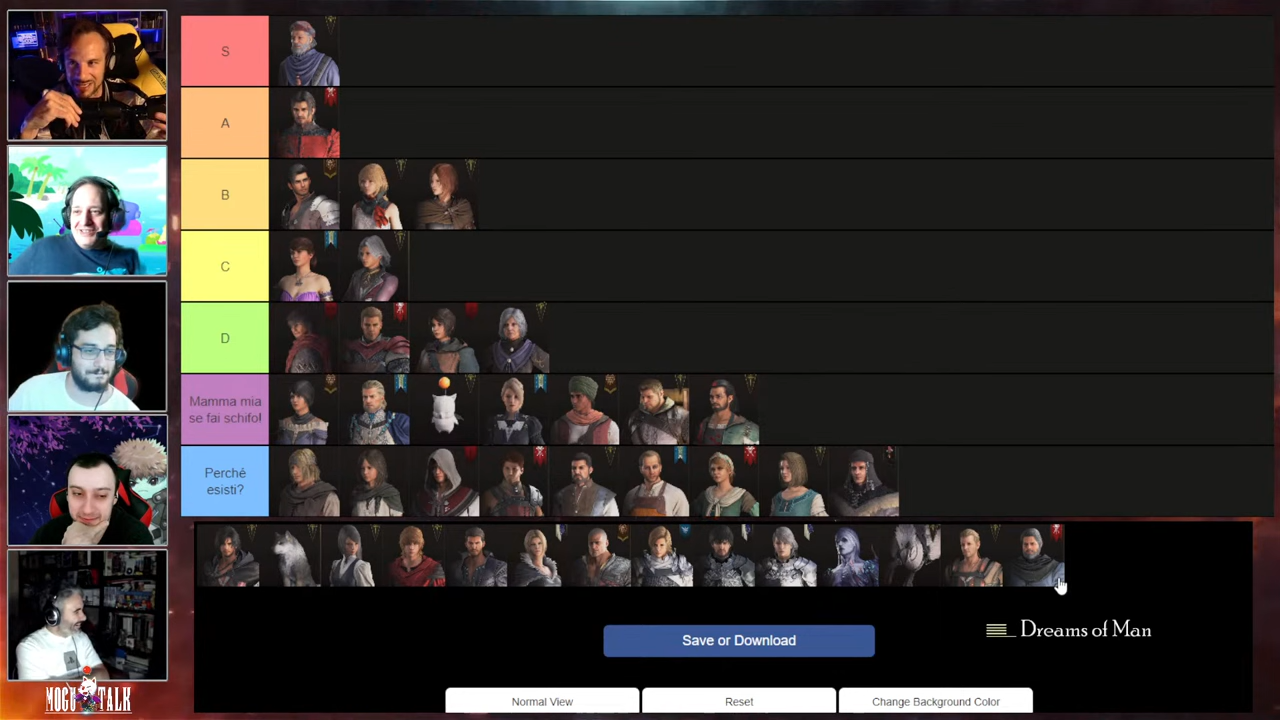 S
A
B
C
D
Mamma mia
se fai schifo!
Perché
esisti?
Dreams of Man
Save or Download
Normal View
Reset
Change Background Color
MOGU TALK